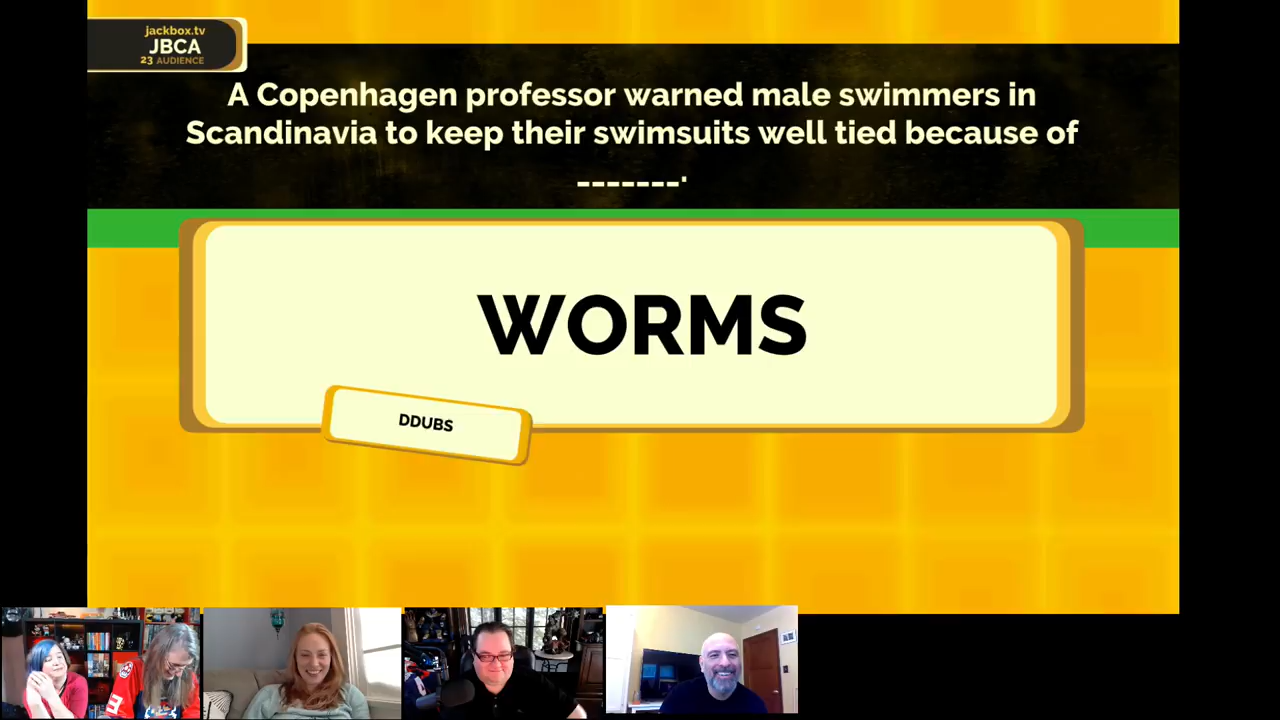 jackbox.tv
JBCA
23 AUDIENCE
A Copenhagen professor warned male swimmers in
Scandinavia to keep their swimsuits well tied because of
_______.
WORMS
DDUBS